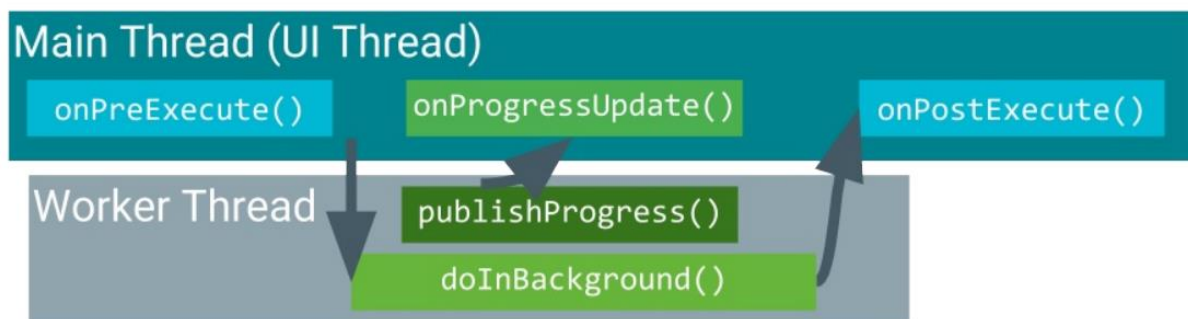 Main Thread (UI Thread)
onPreExecute()
onProgressUpdate()
onPostExecute()
Worker Thread
publishProgress()
doInBackground()